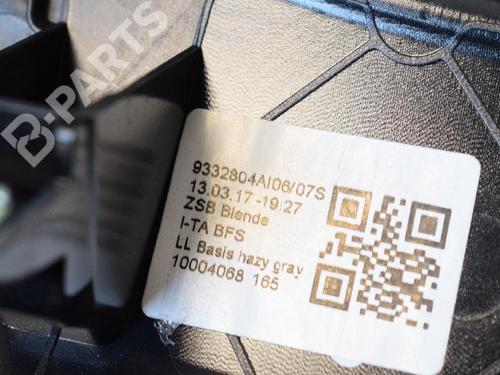 B-PARTS
9332804AI06/07S
13.03.17-19:27
ZSB Blende
I-TA BFS
LL Basis hazy gray
10004068 165